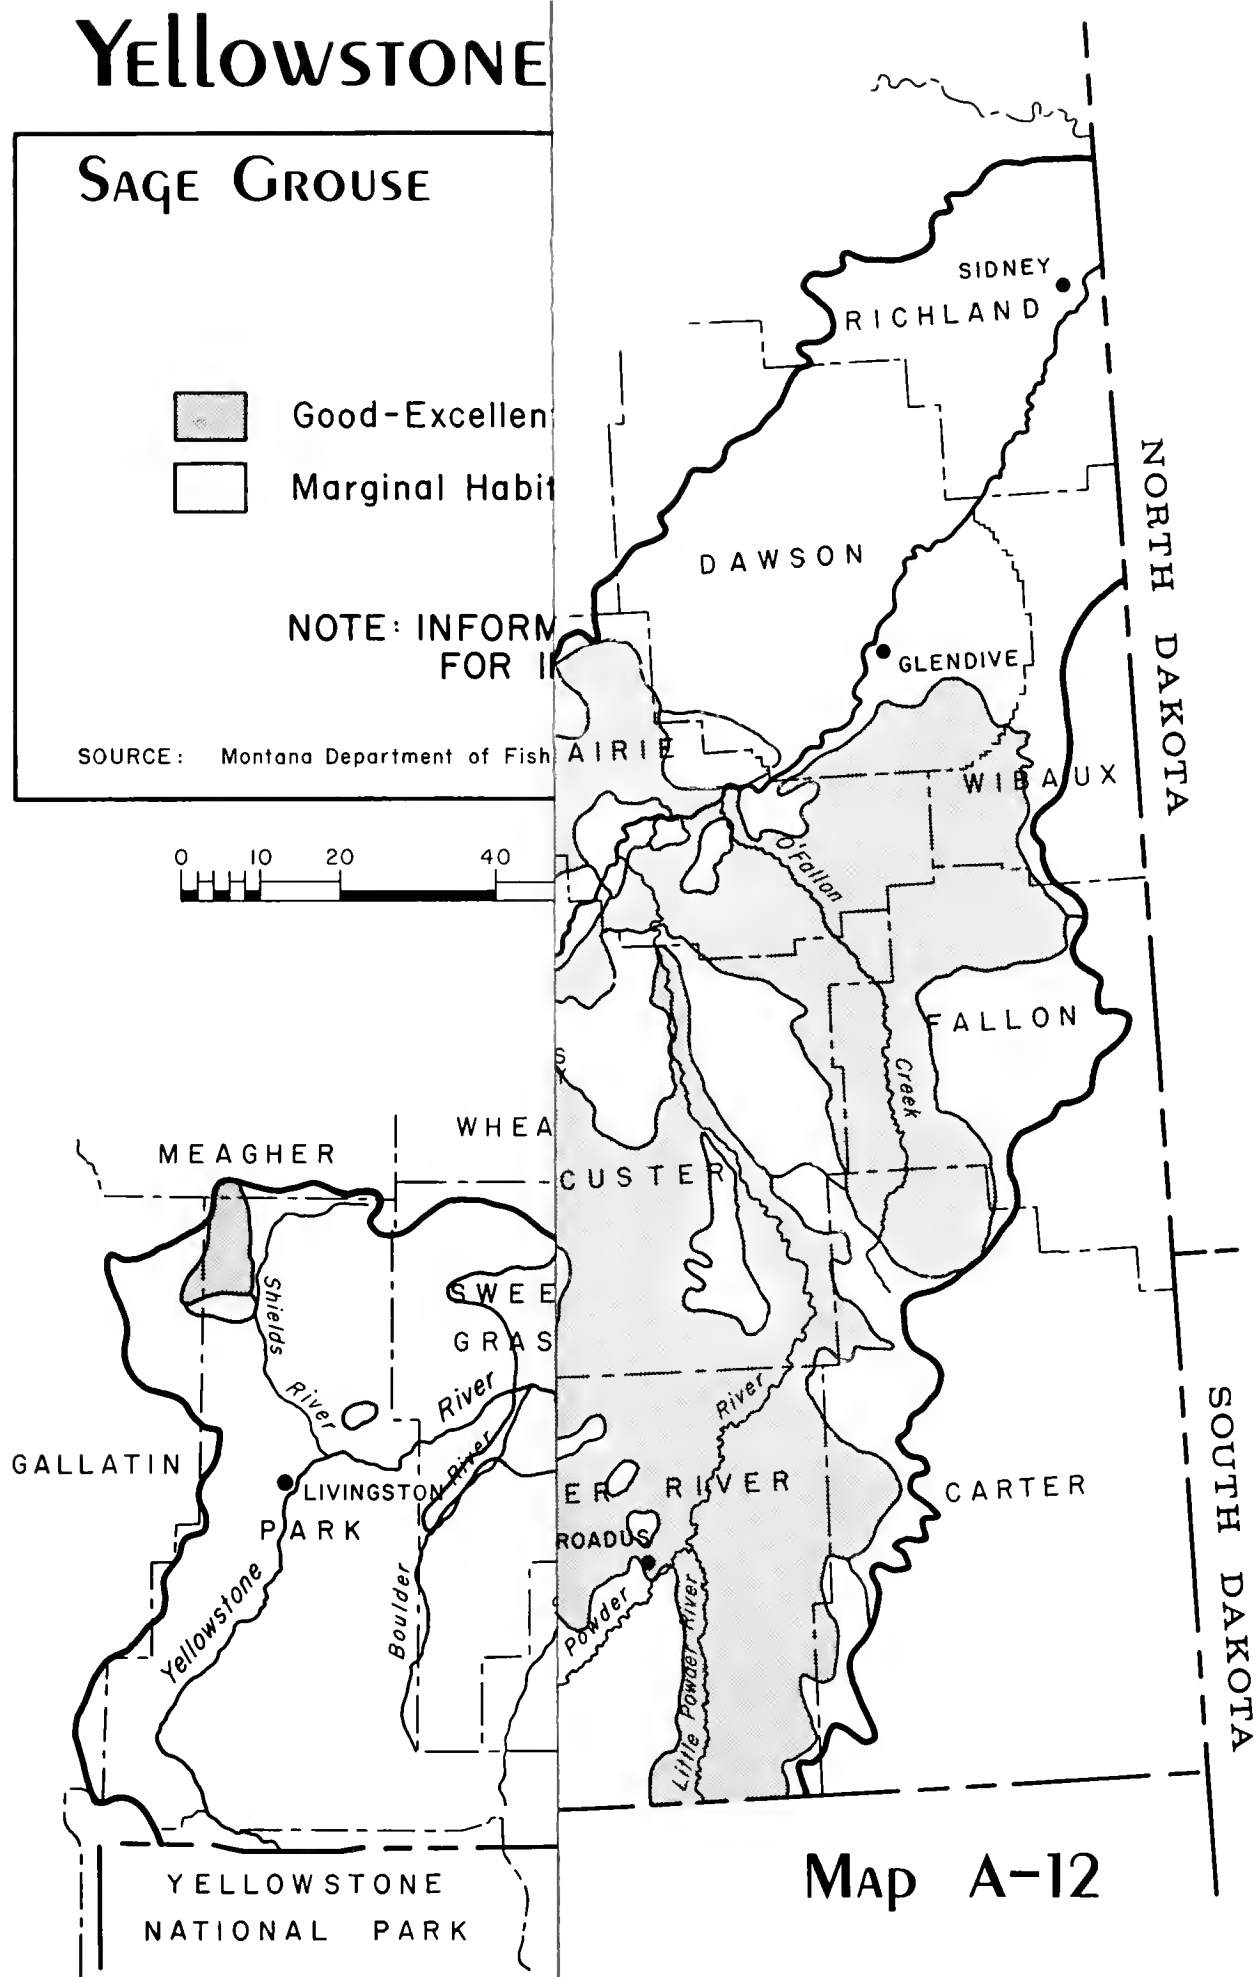 YELLOWSTONE
SAGE GROUSE
Good-Excellen
Marginal Habit
NOTE: INFORM
FOR I
SOURCE: Montana Department of Fish
0 10 20 40
SIDNEY
RICHLAND
NORTH DAKOTA
DAWSON
GLENDIVE
AIRIE
WIBAUX
O'Fallon
FALLON
Creek
S
Y
WHEA
MEAGHER
CUSTER
Shields
SWEE
GRAS
River
River
River
River
GALLATIN
LIVINGSTON
PARK
ER RIVER
CARTER
ROADUS
SOUTH DAKOTA
Yellowstone
Boulder
Powder
Little Powder River
YELLOWSTONE
NATIONAL PARK
MAP A-12